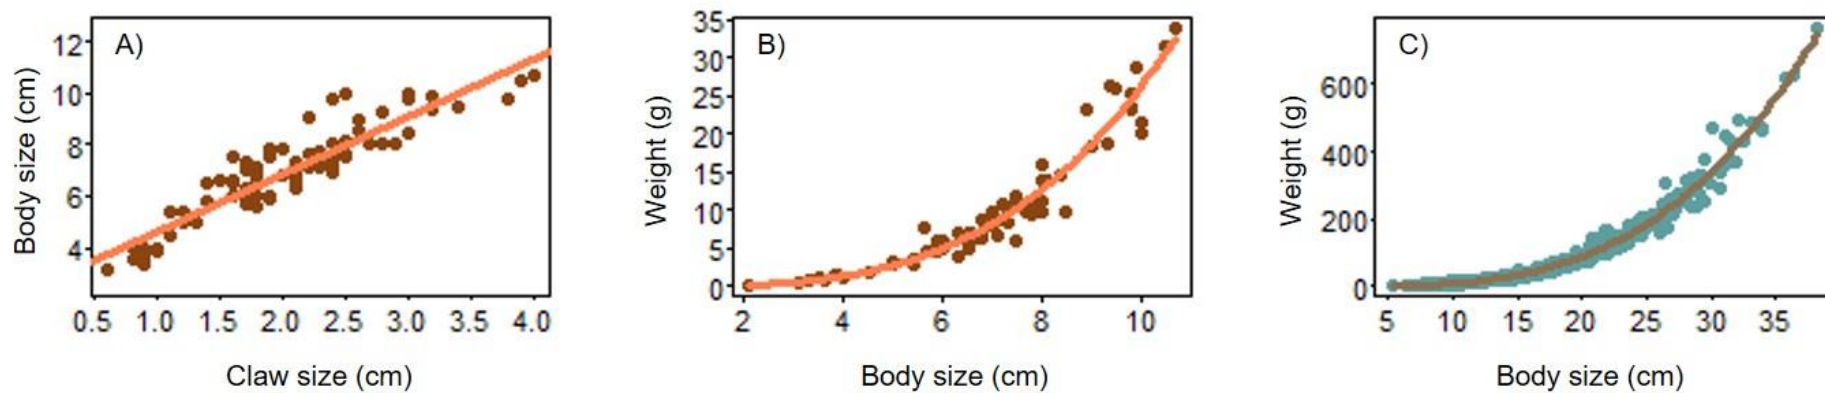 A)
Body size (cm)
12
10
8
6
4
0.5 1.0 1.5 2.0 2.5 3.0 3.5 4.0
Claw size (cm)
B)
Weight (g)
35
30
25
20
15
10
5
0
2 4 6 8 10
Body size (cm)
C)
Weight (g)
600
400
200
0
5 10 15 20 25 30 35
Body size (cm)